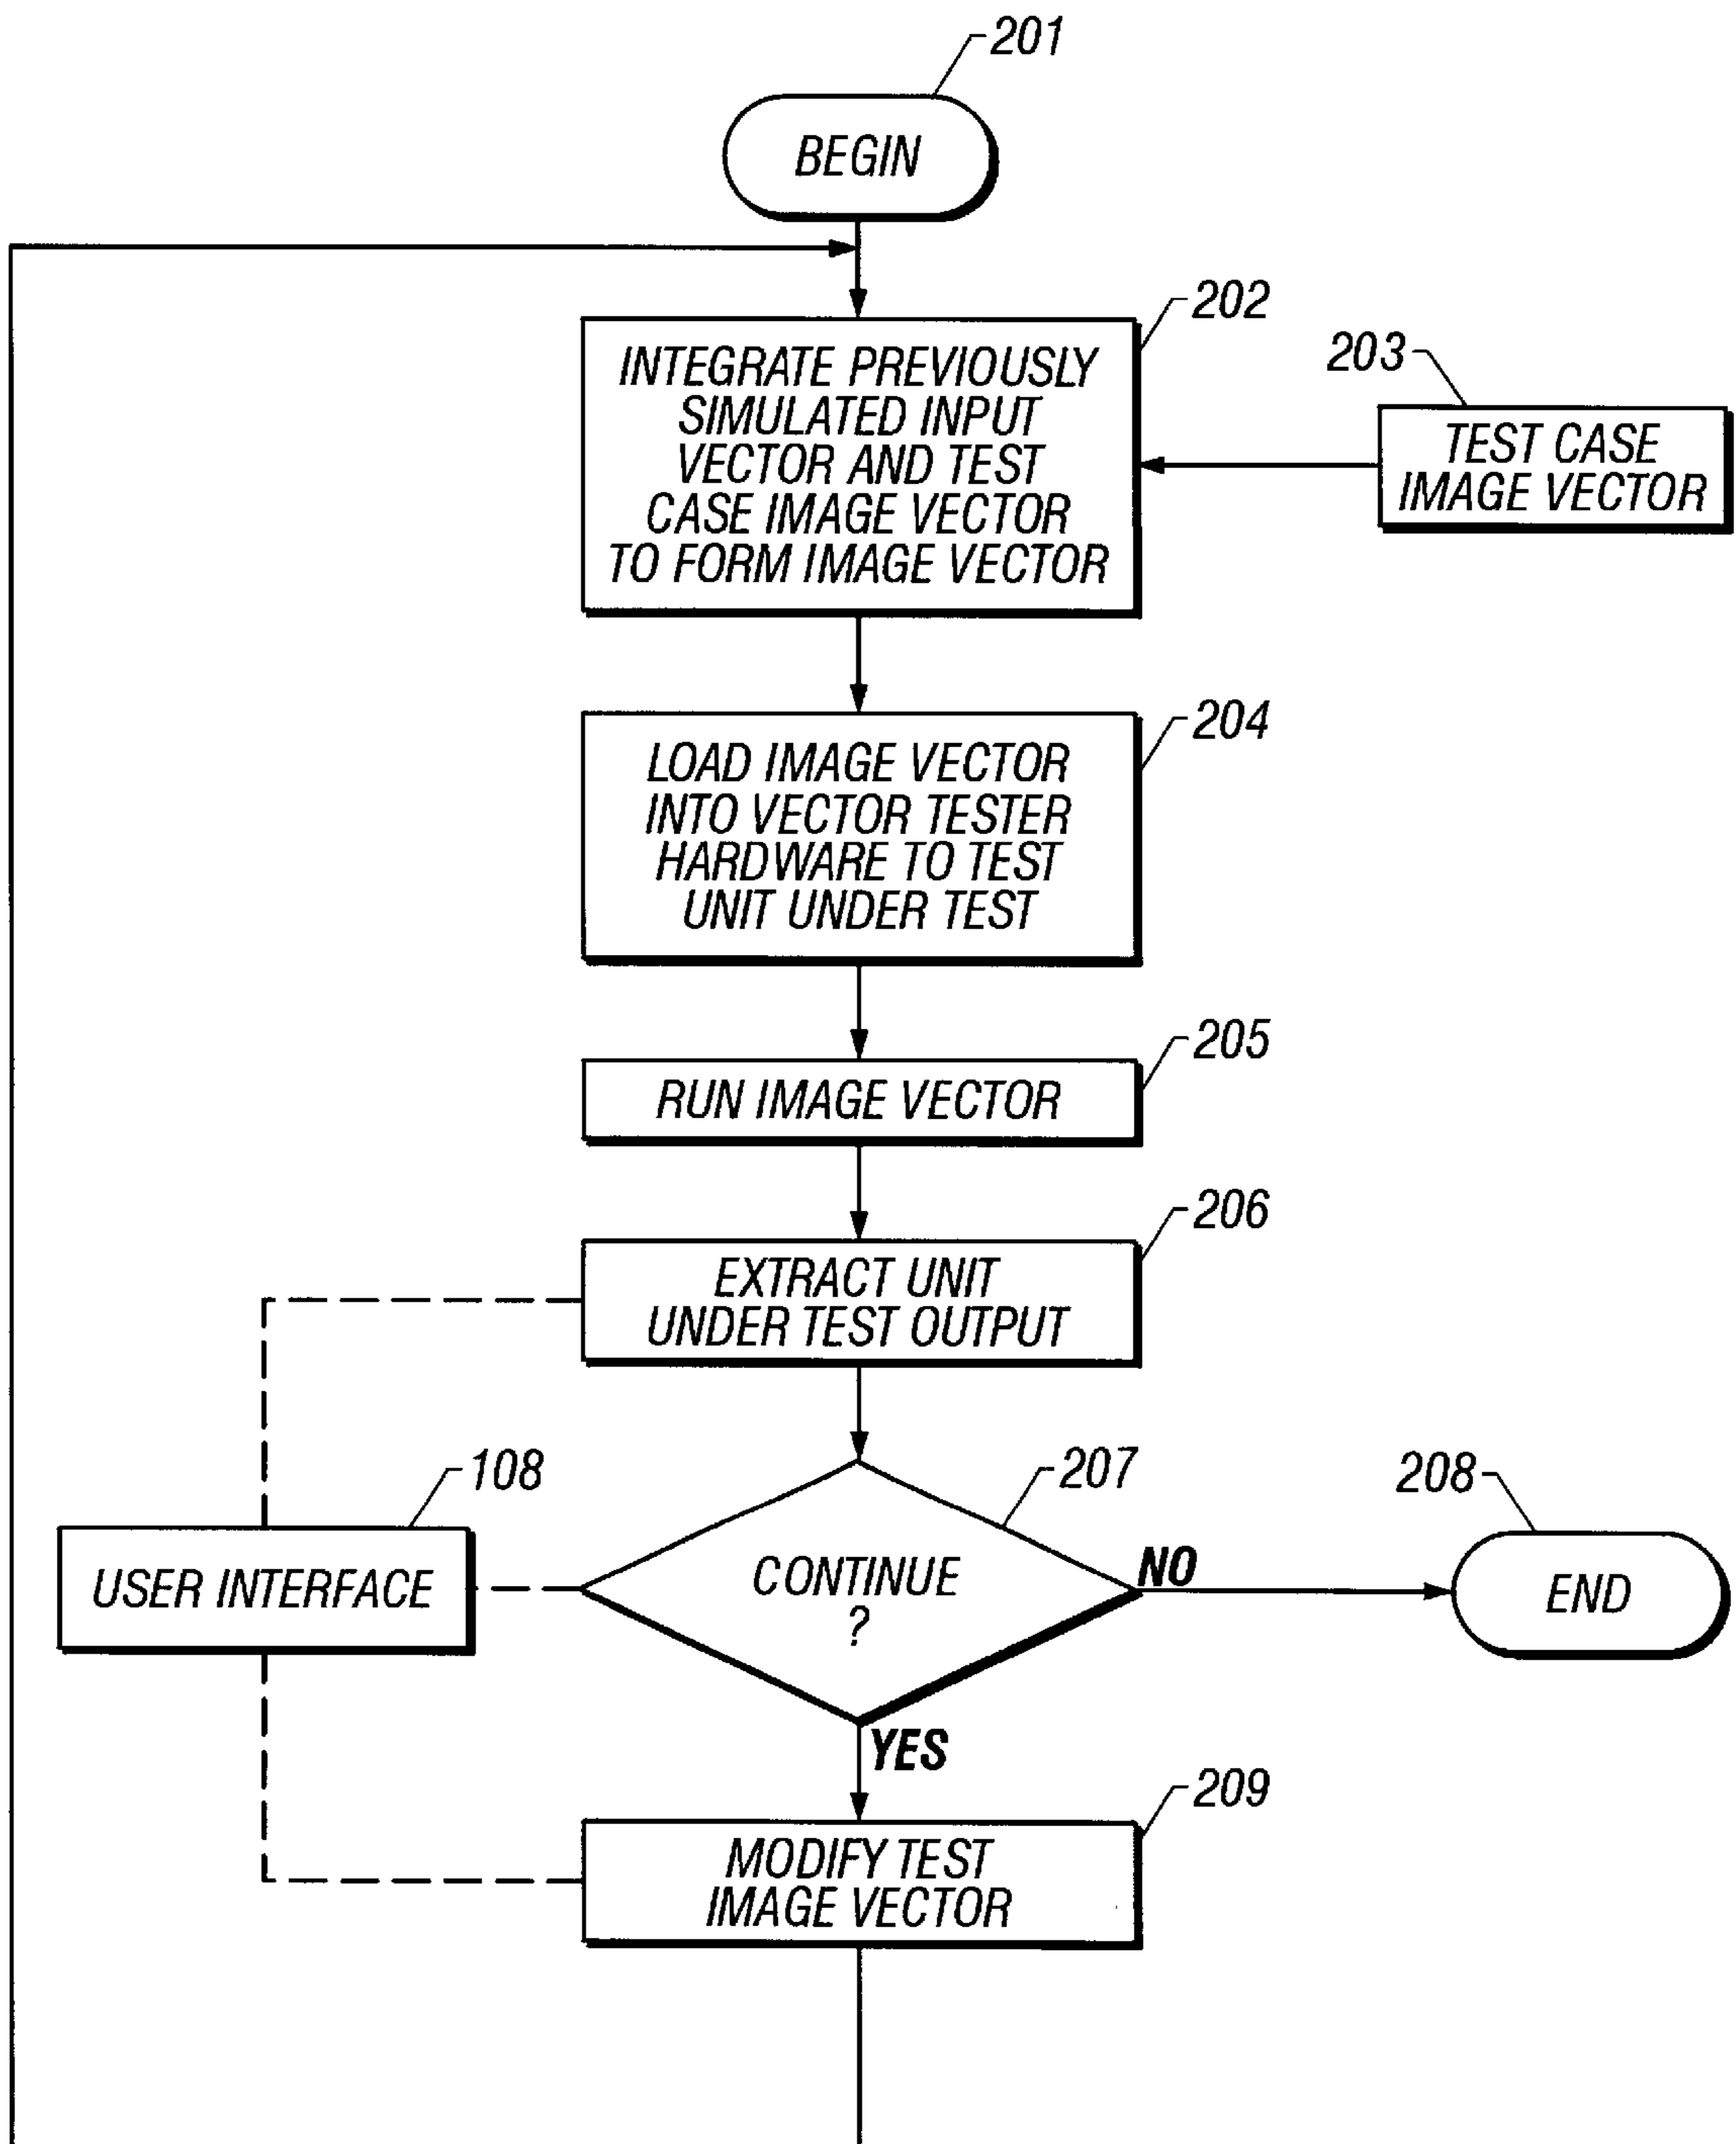 201
BEGIN
202
INTEGRATE PREVIOUSLY
SIMULATED INPUT
VECTOR AND TEST
CASE IMAGE VECTOR
TO FORM IMAGE VECTOR
203
TEST CASE
IMAGE VECTOR
204
LOAD IMAGE VECTOR
INTO VECTOR TESTER
HARDWARE TO TEST
UNIT UNDER TEST
205
RUN IMAGE VECTOR
206
EXTRACT UNIT
UNDER TEST OUTPUT
108
USER INTERFACE
207
CONTINUE
?
NO
208
END
YES
209
MODIFY TEST
IMAGE VECTOR